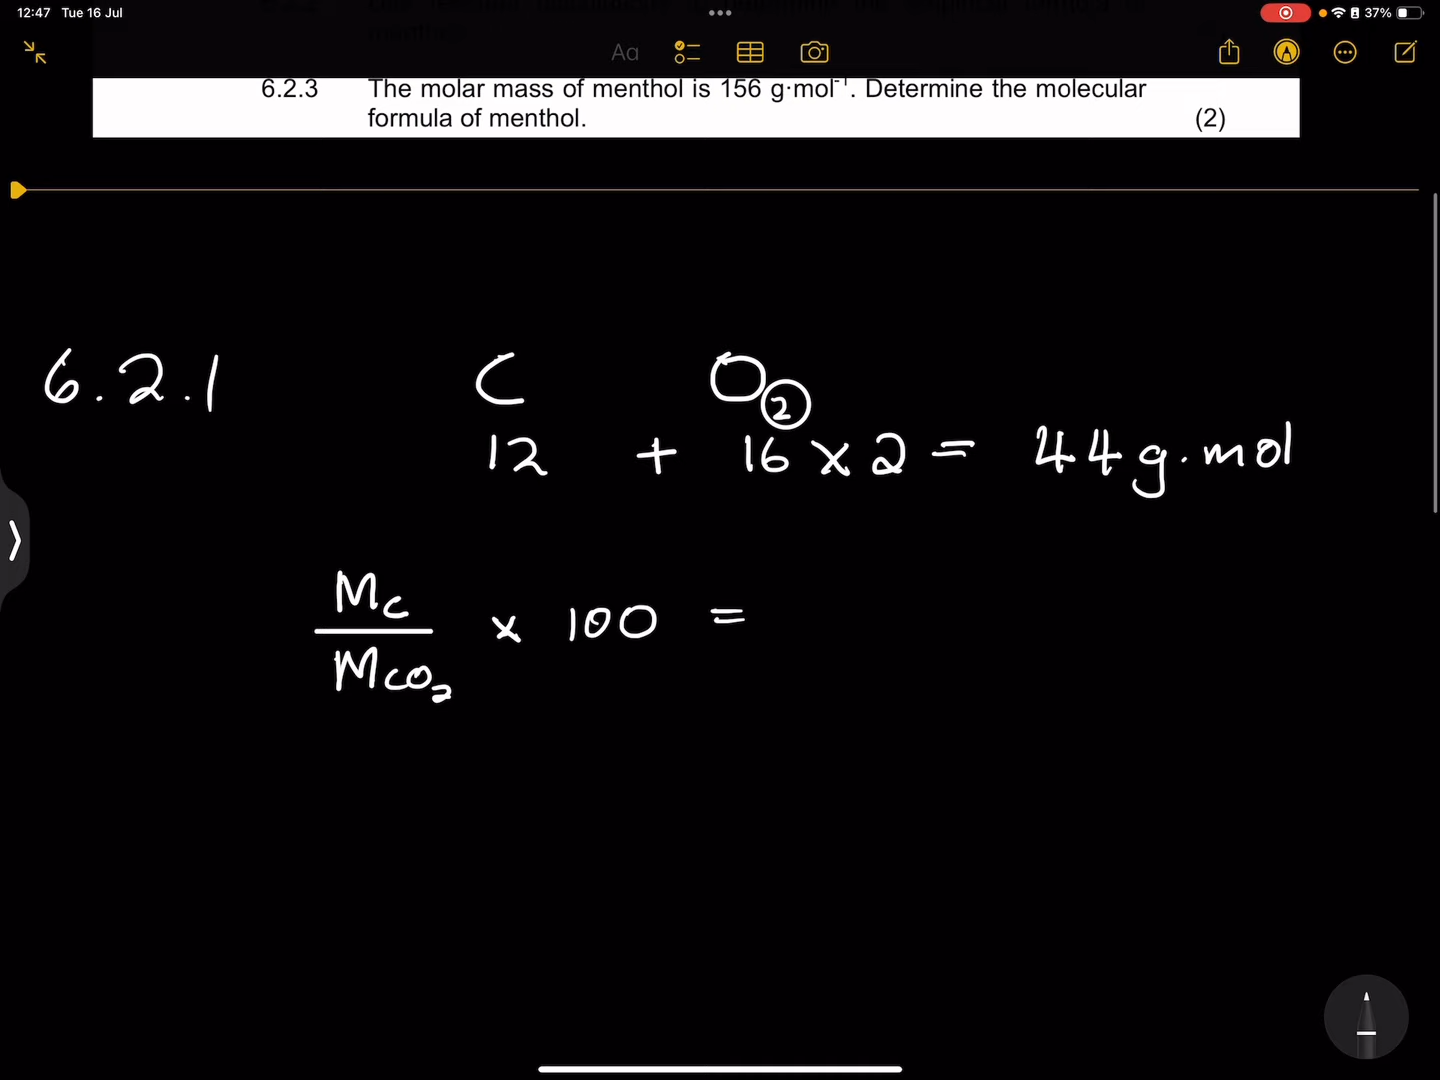 12:47 Tue 16 Jul
37%
Aa
6.2.3 The molar mass of menthol is 156 g·mol⁻¹. Determine the molecular
formula of menthol. (2)
6.2.1 C O₂
12 + 16 × 2 = 44 g.mol
Mc
MCO₂
× 100 =